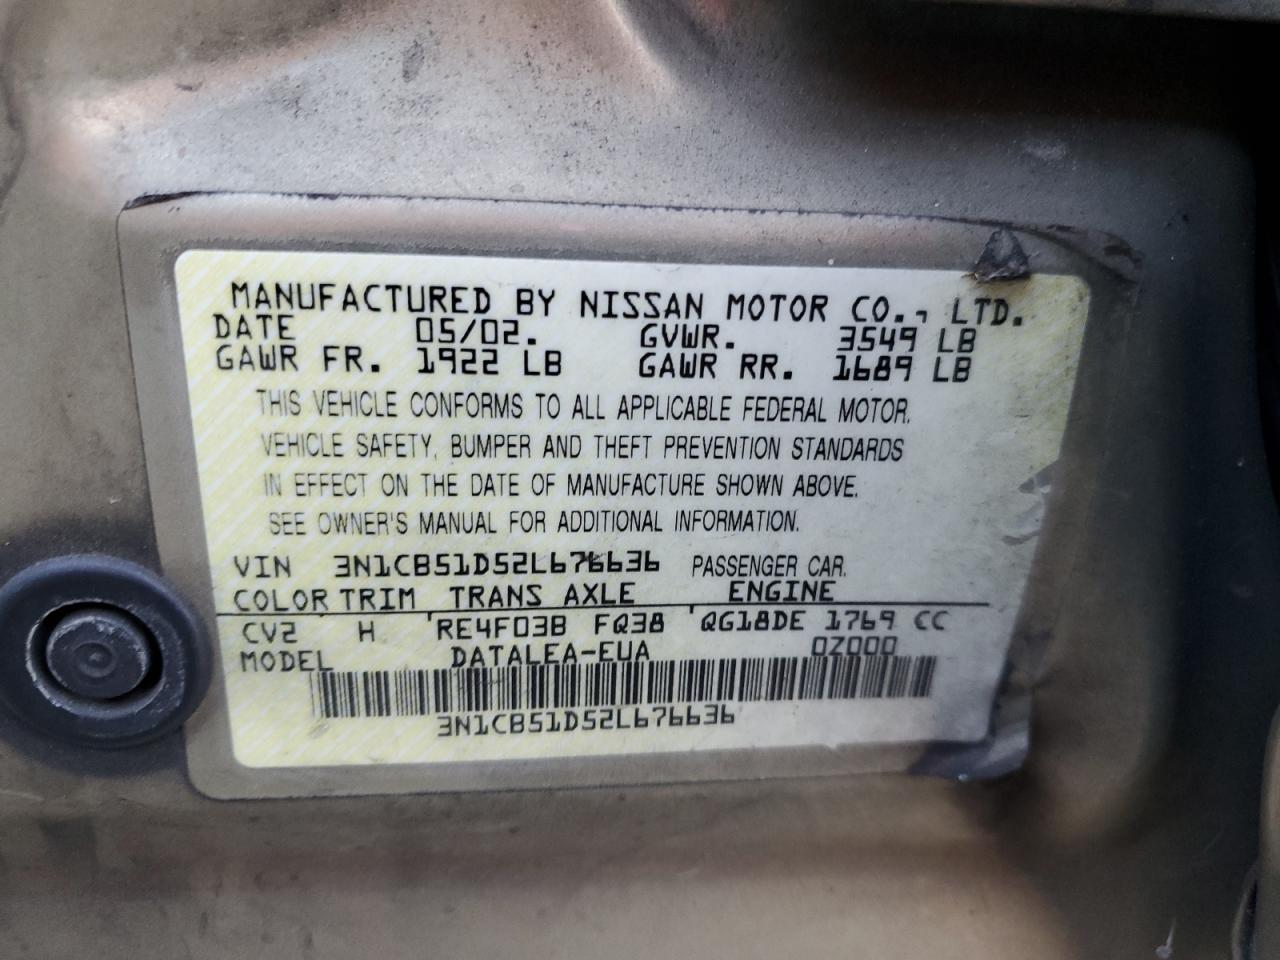 MANUFACTURED BY NISSAN MOTOR CO., LTD.
DATE 05/02. GVWR. 3549 LB
GAWR FR. 1922 LB GAWR RR. 1689 LB
THIS VEHICLE CONFORMS TO ALL APPLICABLE FEDERAL MOTOR.
VEHICLE SAFETY, BUMPER AND THEFT PREVENTION STANDARDS
IN EFFECT ON THE DATE OF MANUFACTURE SHOWN ABOVE.
SEE OWNER'S MANUAL FOR ADDITIONAL INFORMATION.
VIN 3N1CB51D52L676636 PASSENGER CAR.
COLOR TRIM TRANS AXLE ENGINE
CV2 H RE4F03B FQ38 QG18DE 1769 CC
MODEL DATALEA-EUA 0Z000
3N1CB51D52L676636